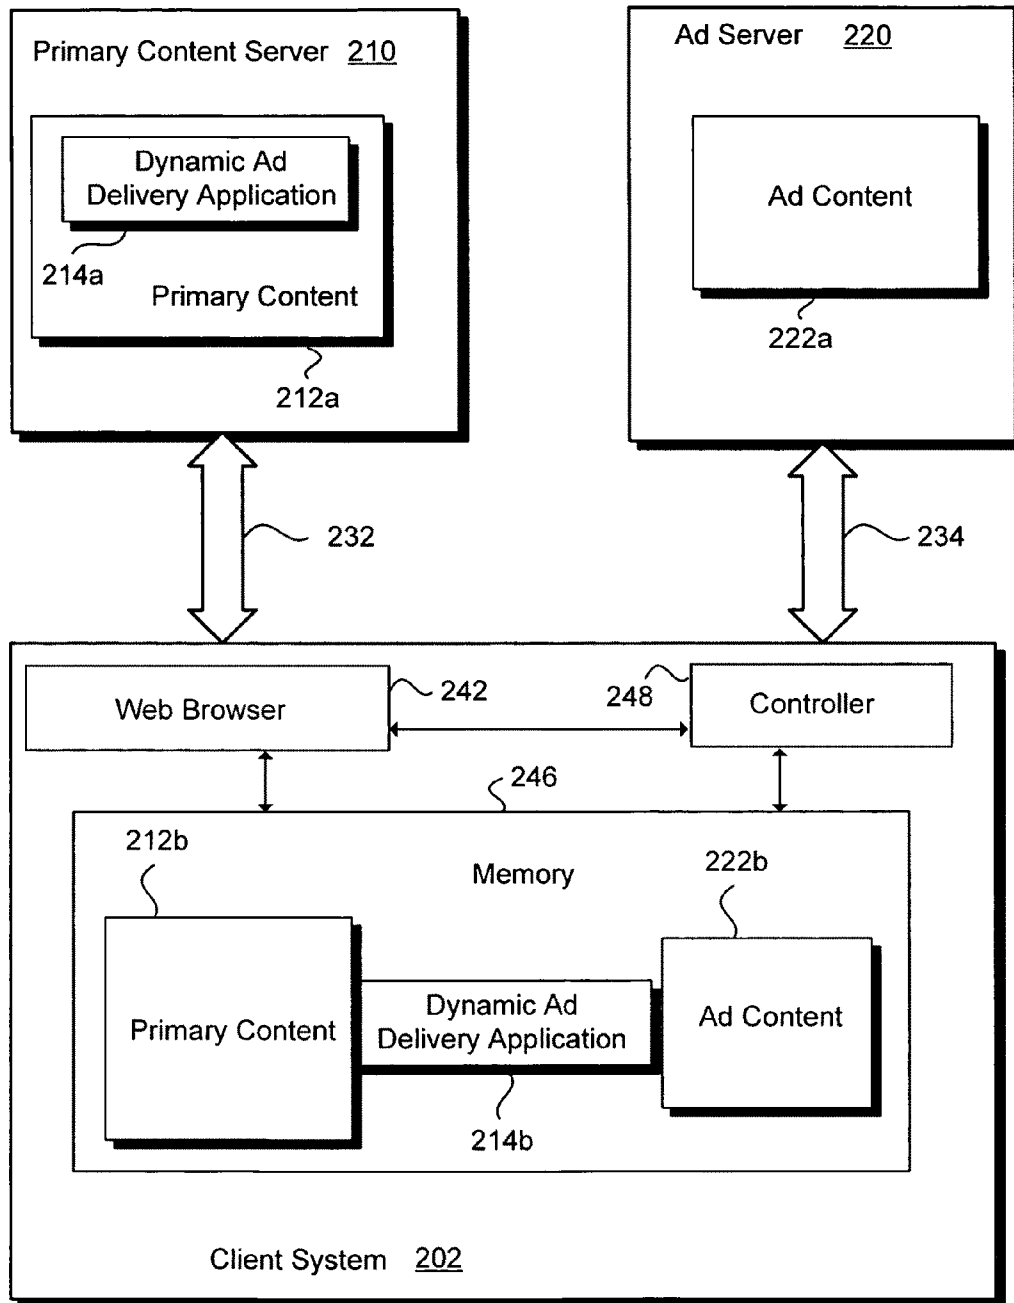 Primary Content Server 210
Dynamic Ad
Delivery Application
214a
Primary Content
212a
Ad Server 220
Ad Content
222a
232
234
Web Browser
242
248
Controller
246
212b
Memory
222b
Primary Content
Dynamic Ad
Delivery Application
Ad Content
214b
Client System 202